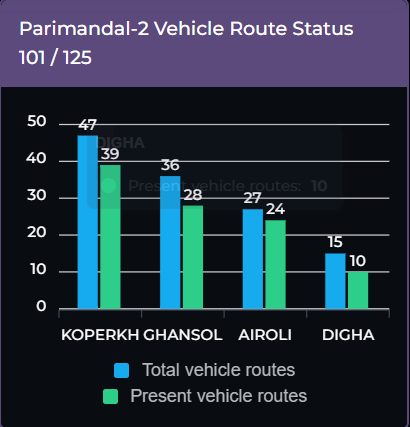 Parimandal-2 Vehicle Route Status
101 / 125
50
40
30
20
10
0
47
39
36
28
27
24
15
10
DIGHA
Present vehicle routes: 10
KOPERKH GHANSOL AIROLI DIGHA
Total vehicle routes
Present vehicle routes